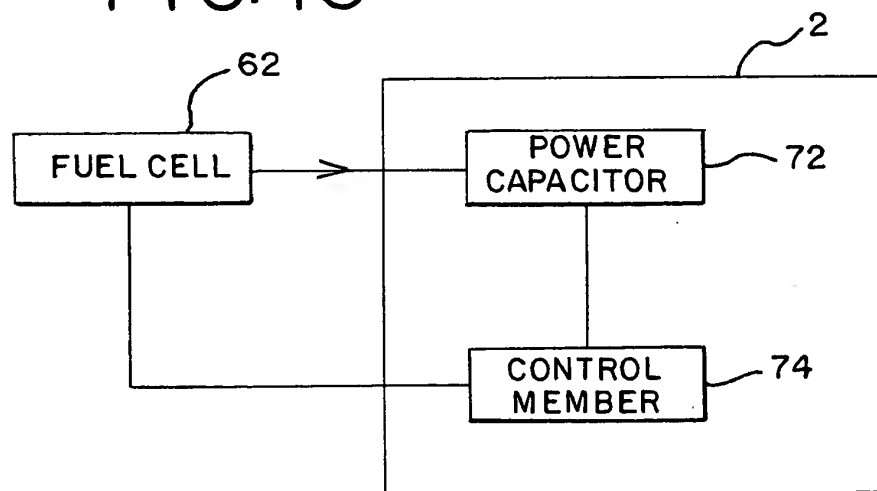 2
62
FUEL CELL
POWER
CAPACITOR
72
CONTROL
MEMBER
74